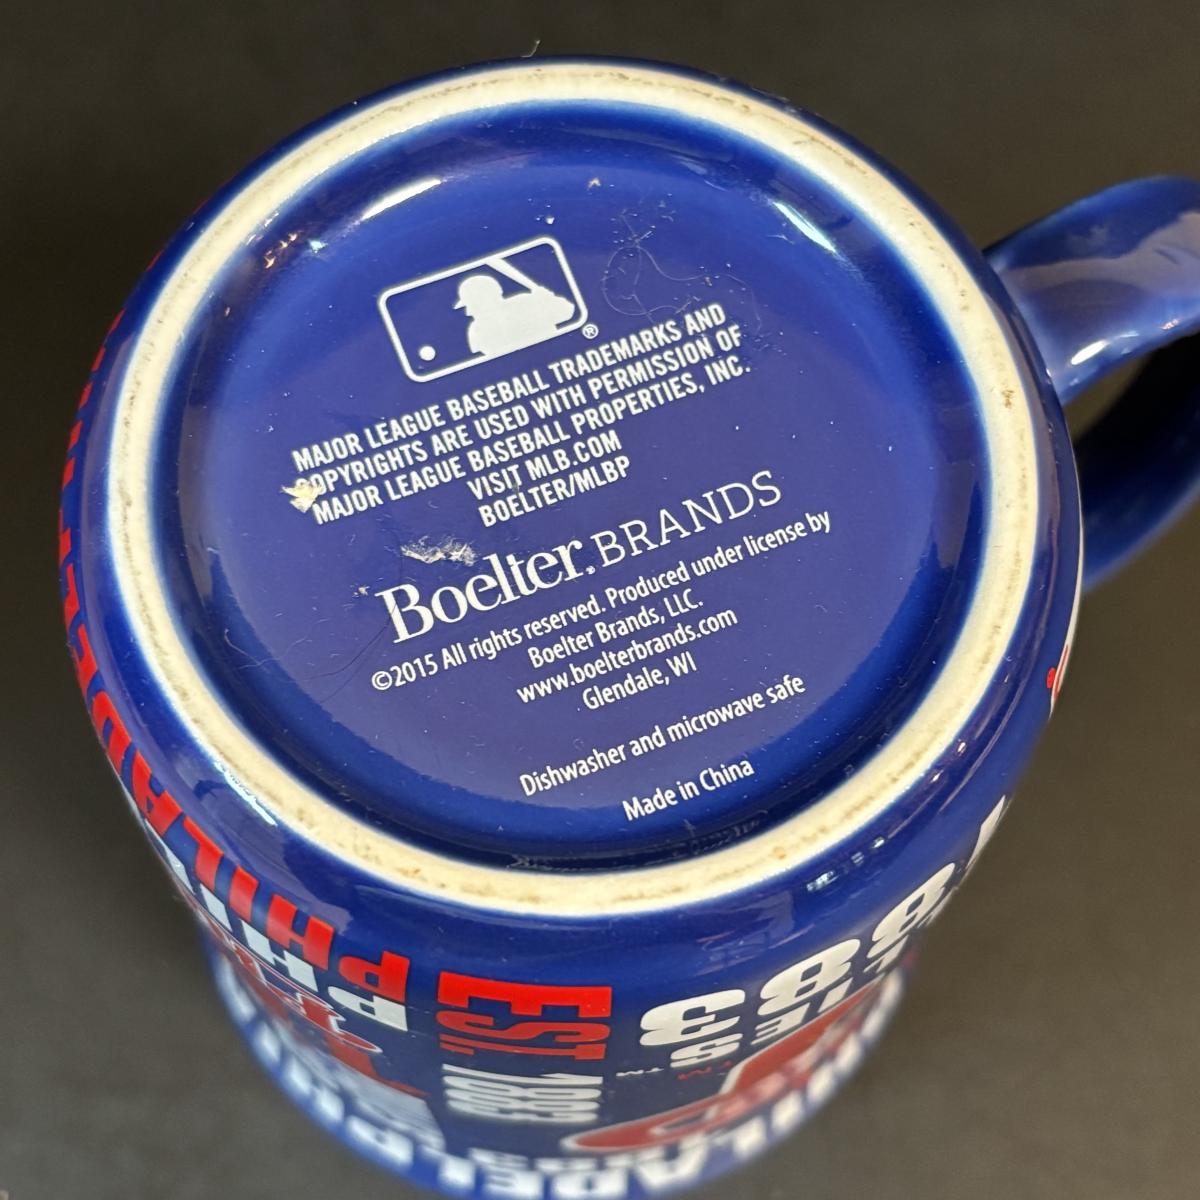 ®
MAJOR LEAGUE BASEBALL TRADEMARKS AND
COPYRIGHTS ARE USED WITH PERMISSION OF
MAJOR LEAGUE BASEBALL PROPERTIES, INC.
VISIT MLB.COM
BOELTER/MLBP
Boelter. BRANDS
©2015 All rights reserved. Produced under license by
Boelter Brands, LLC.
www.boelterbrands.com
Glendale, WI
Dishwasher and microwave safe
Made in China
PHILADELPHIA
EST.
1883
883